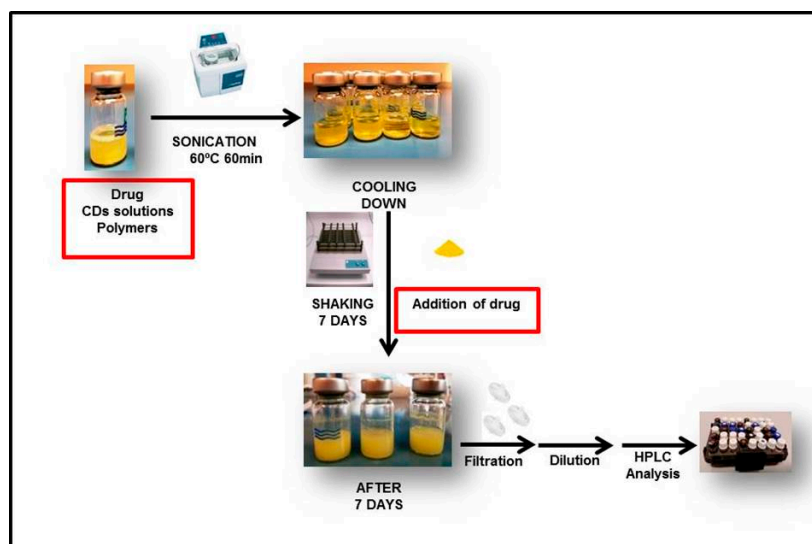 SONICATION
60ºC 60min
Drug
CDs solutions
Polymers
COOLING
DOWN
SHAKING
7 DAYS
Addition of drug
Filtration
Dilution
HPLC
Analysis
AFTER
7 DAYS